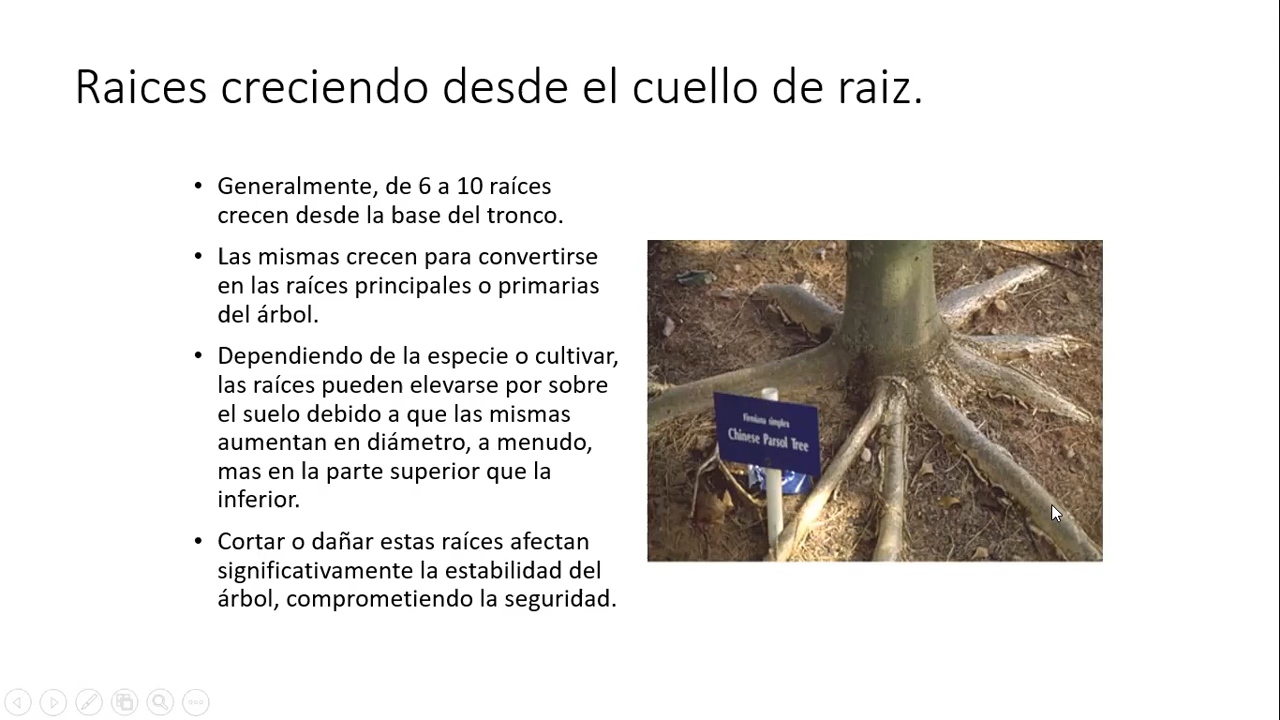 Raices creciendo desde el cuello de raiz.
• Generalmente, de 6 a 10 raíces
crecen desde la base del tronco.
• Las mismas crecen para convertirse
en las raíces principales o primarias
del árbol.
• Dependiendo de la especie o cultivar,
las raíces pueden elevarse por sobre
el suelo debido a que las mismas
aumentan en diámetro, a menudo,
mas en la parte superior que la
inferior.
• Cortar o dañar estas raíces afectan
significativamente la estabilidad del
árbol, comprometiendo la seguridad.
Firmiana simplex
Chinese Parsol Tree